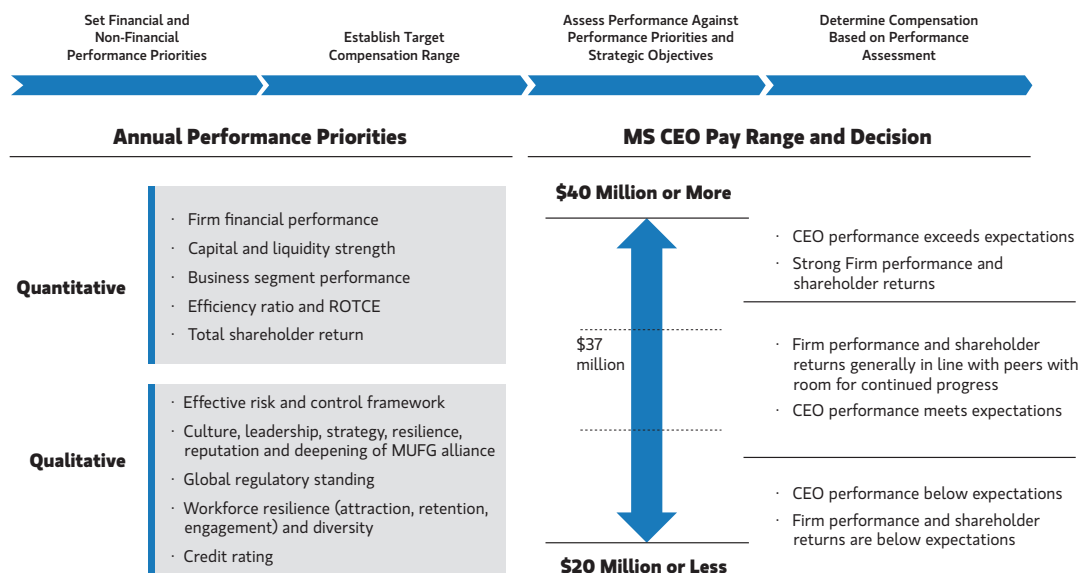 Set Financial and
Non-Financial
Performance Priorities
Establish Target
Compensation Range
Assess Performance Against
Performance Priorities and
Strategic Objectives
Determine Compensation
Based on Performance
Assessment
Annual Performance Priorities
Quantitative
· Firm financial performance
· Capital and liquidity strength
· Business segment performance
· Efficiency ratio and ROTCE
· Total shareholder return
Qualitative
· Effective risk and control framework
· Culture, leadership, strategy, resilience,
reputation and deepening of MUFG alliance
· Global regulatory standing
· Workforce resilience (attraction, retention,
engagement) and diversity
· Credit rating
MS CEO Pay Range and Decision
$40 Million or More
$37
million
$20 Million or Less
· CEO performance exceeds expectations
· Strong Firm performance and
shareholder returns
· Firm performance and shareholder
returns generally in line with peers with
room for continued progress
· CEO performance meets expectations
· CEO performance below expectations
· Firm performance and shareholder
returns are below expectations